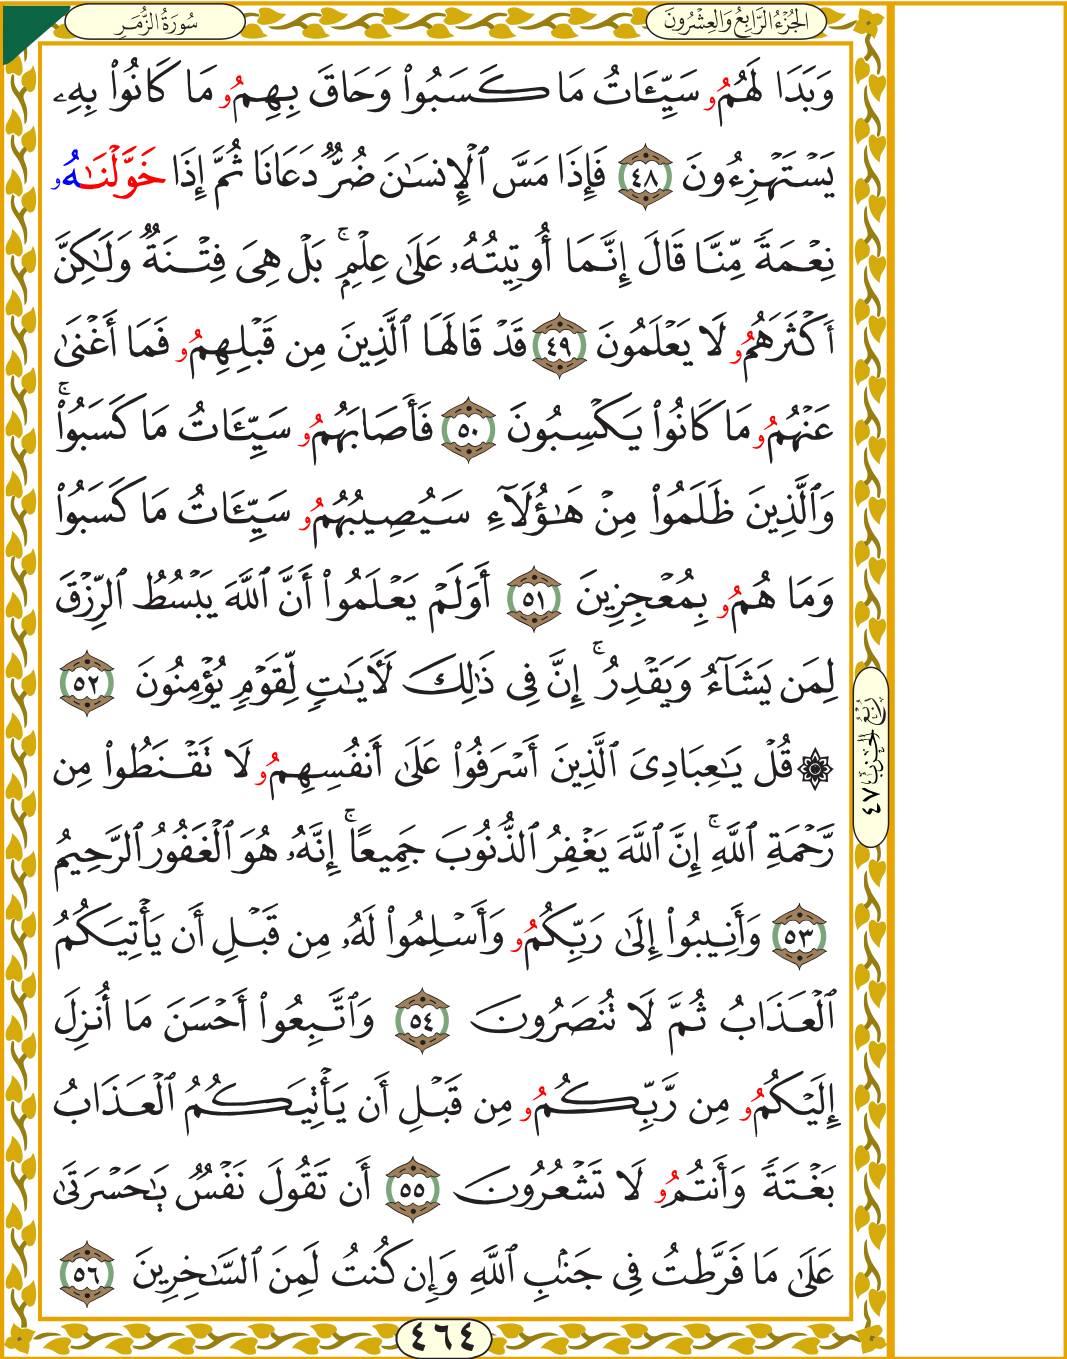 الجُزْءُ الرَّابِعُ وَالعِشْرُونَ
سُورَةُ الزُّمَر
وَبَدَا لَهُمُۥ سَيِّـَٔاتُ مَا كَسَبُوا۟ وَحَاقَ بِهِمُۥ مَا كَانُوا۟ بِهِۦ
يَسْتَهْزِءُونَ ٤٨ فَإِذَا مَسَّ ٱلْإِنسَـٰنَ ضُرٌّ دَعَانَا ثُمَّ إِذَا خَوَّلْنَـٰهُۥ
نِعْمَةً مِّنَّا قَالَ إِنَّمَا أُوتِيتُهُۥ عَلَىٰ عِلْمٍۭ ۚ بَلْ هِىَ فِتْنَةٌ وَلَـٰكِنَّ
أَكْثَرَهُمُۥ لَا يَعْلَمُونَ ٤٩ قَدْ قَالَهَا ٱلَّذِينَ مِن قَبْلِهِمُۥ فَمَا أَغْنَىٰ
عَنْهُمُۥ مَا كَانُوا۟ يَكْسِبُونَ ٥٠ فَأَصَابَهُمُۥ سَيِّـَٔاتُ مَا كَسَبُوا۟ ۚ
وَٱلَّذِينَ ظَلَمُوا۟ مِنْ هَـٰؤُلَآءِ سَيُصِيبُهُمُۥ سَيِّـَٔاتُ مَا كَسَبُوا۟
وَمَا هُمُۥ بِمُعْجِزِينَ ٥١ أَوَلَمْ يَعْلَمُوا۟ أَنَّ ٱللَّهَ يَبْسُطُ ٱلرِّزْقَ
لِمَن يَشَآءُ وَيَقْدِرُ ۚ إِنَّ فِى ذَٰلِكَ لَـَٔايَـٰتٍ لِّقَوْمٍ يُؤْمِنُونَ ٥٢
۞ قُلْ يَـٰعِبَادِىَ ٱلَّذِينَ أَسْرَفُوا۟ عَلَىٰ أَنفُسِهِمُۥ لَا تَقْنَطُوا۟ مِن
رَّحْمَةِ ٱللَّهِ ۚ إِنَّ ٱللَّهَ يَغْفِرُ ٱلذُّنُوبَ جَمِيعًا ۚ إِنَّهُۥ هُوَ ٱلْغَفُورُ ٱلرَّحِيمُ
٥٣ وَأَنِيبُوا۟ إِلَىٰ رَبِّكُمُۥ وَأَسْلِمُوا۟ لَهُۥ مِن قَبْلِ أَن يَأْتِيَكُمُ
ٱلْعَذَابُ ثُمَّ لَا تُنصَرُونَ ٥٤ وَٱتَّبِعُوا۟ أَحْسَنَ مَا أُنزِلَ
إِلَيْكُمُۥ مِن رَّبِّكُمُۥ مِن قَبْلِ أَن يَأْتِيَكُمُ ٱلْعَذَابُ
بَغْتَةً وَأَنتُمُۥ لَا تَشْعُرُونَ ٥٥ أَن تَقُولَ نَفْسٌ يَـٰحَسْرَتَىٰ
عَلَىٰ مَا فَرَّطتُ فِى جَنۢبِ ٱللَّهِ وَإِن كُنتُ لَمِنَ ٱلسَّـٰخِرِينَ ٥٦
رُبْعُ الحِزْب ٤٧
٤٦٤